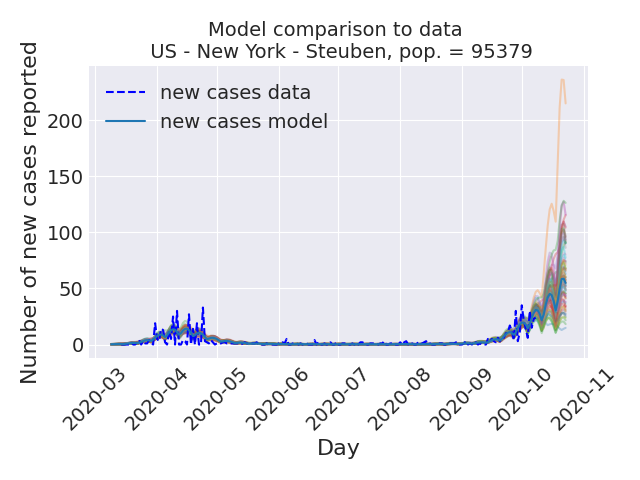 Model comparison to data
US - New York - Steuben, pop. = 95379
Number of new cases reported
new cases data
new cases model
200
150
100
50
0
2020-03
2020-04
2020-05
2020-06
2020-07
2020-08
2020-09
2020-10
2020-11
Day